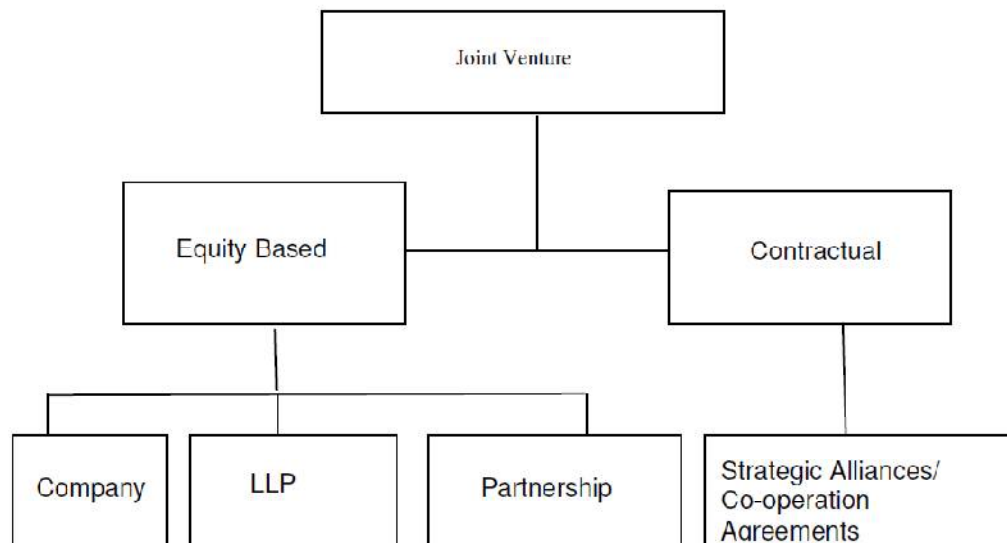 Joint Venture
Equity Based
Contractual
Company
LLP
Partnership
Strategic Alliances/
Co-operation
Agreements